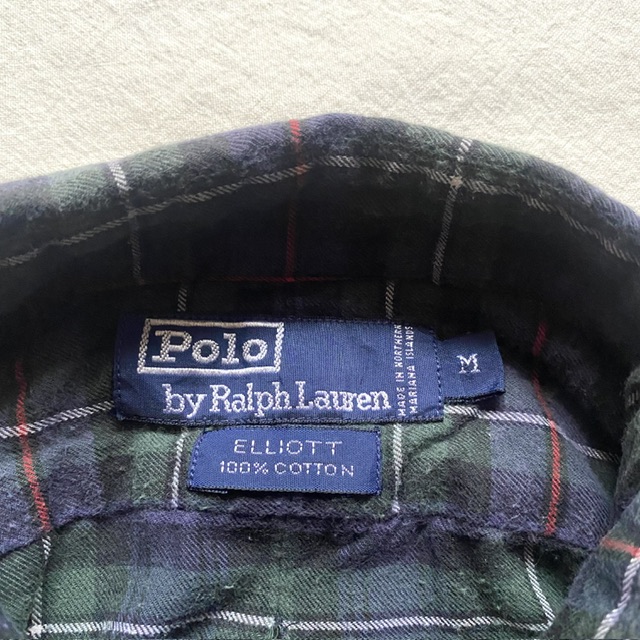 Polo
by Ralph Lauren
MADE IN NORTHERN
MARIANA ISLANDS
M
ELLIOTT
100% COTTON